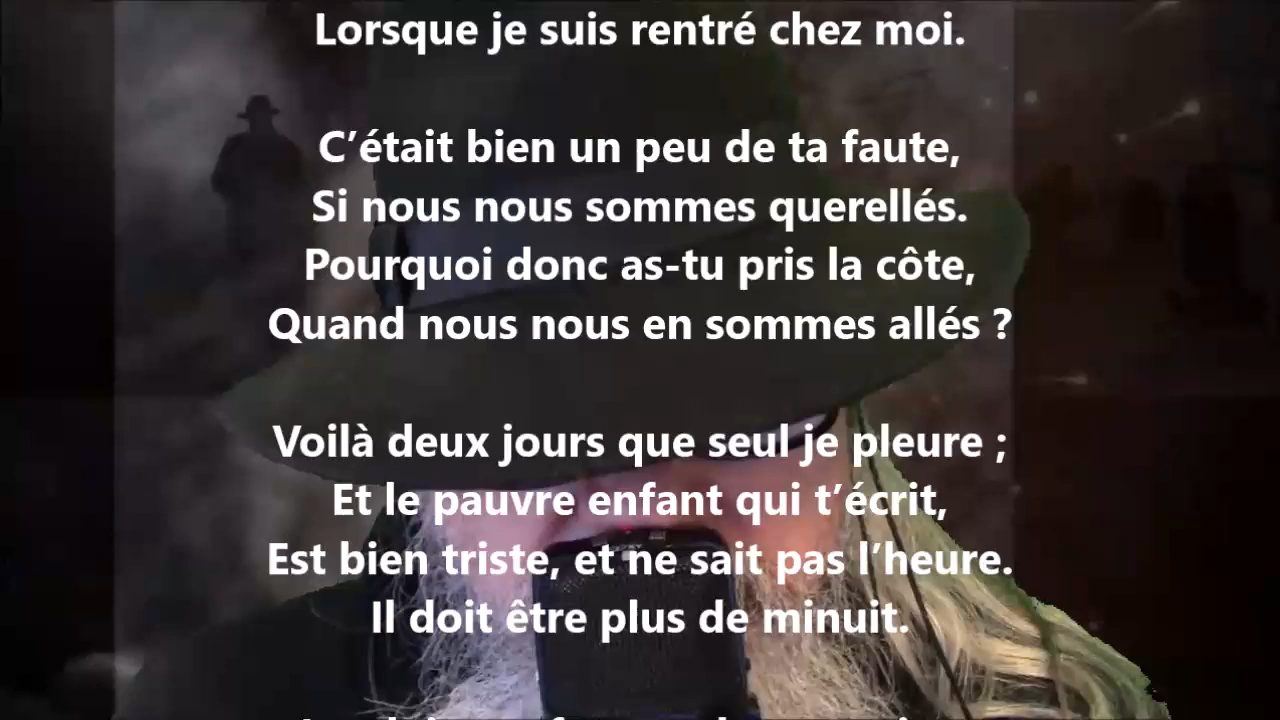 Lorsque je suis rentré chez moi.
C’était bien un peu de ta faute,
Si nous nous sommes querellés.
Pourquoi donc as-tu pris la côte,
Quand nous nous en sommes allés ?
Voilà deux jours que seul je pleure ;
Et le pauvre enfant qui t’écrit,
Est bien triste, et ne sait pas l’heure.
Il doit être plus de minuit.